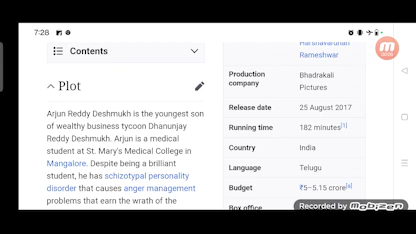 7:28
Contents
Plot
Arjun Reddy Deshmukh is the youngest son
of wealthy business tycoon Dhanunjay
Reddy Deshmukh. Arjun is a medical
student at St. Mary's Medical College in
Mangalore. Despite being a brilliant
student, he has schizotypal personality
disorder that causes anger management
problems that earn the wrath of the
Harshavardhan
Rameshwar
Production
company
Bhadrakali
Pictures
Release date
25 August 2017
Running time
182 minutes[1]
Country
India
Language
Telugu
Budget
₹5–5.15 crore[a]
Box office
Recorded by Mobizen